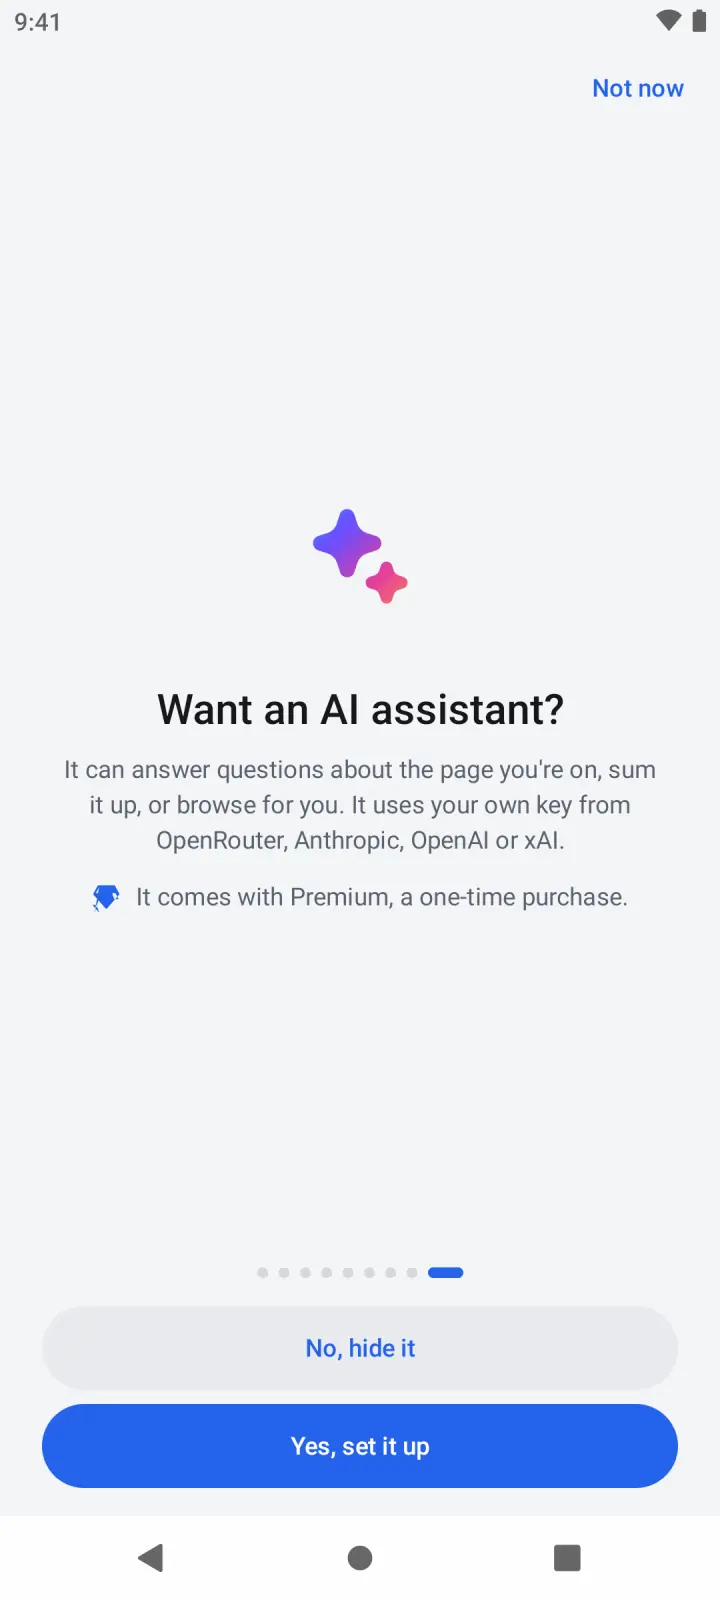 9:41
Not now
Want an AI assistant?
It can answer questions about the page you're on, sum
it up, or browse for you. It uses your own key from
OpenRouter, Anthropic, OpenAI or xAI.
It comes with Premium, a one-time purchase.
No, hide it
Yes, set it up